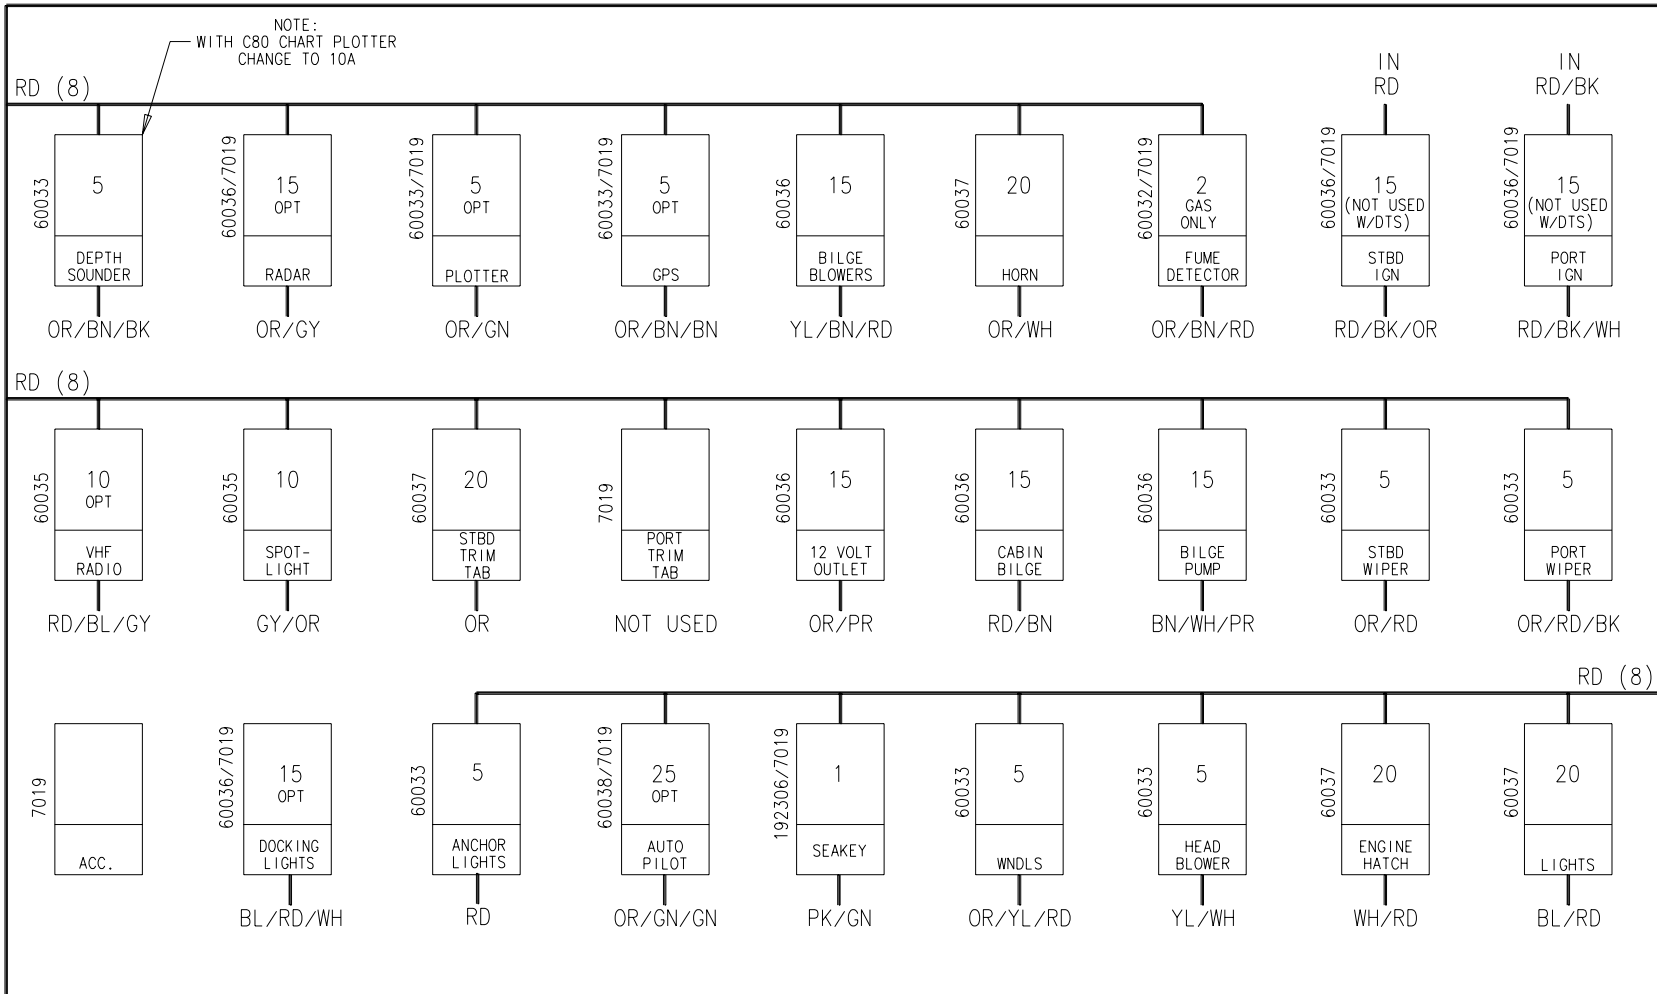 NOTE:
WITH C80 CHART PLOTTER
CHANGE TO 10A
IN
RD
IN
RD/BK
RD (8)
60033
5
DEPTH
SOUNDER
OR/BN/BK
60036/7019
15
OPT
RADAR
OR/GY
60033/7019
5
OPT
PLOTTER
OR/GN
60033/7019
5
OPT
GPS
OR/BN/BN
60036
15
BILGE
BLOWERS
YL/BN/RD
60037
20
HORN
OR/WH
60032/7019
2
GAS
ONLY
FUME
DETECTOR
OR/BN/RD
60036/7019
15
(NOT USED
W/DTS)
STBD
IGN
RD/BK/OR
60036/7019
15
(NOT USED
W/DTS)
PORT
IGN
RD/BK/WH
RD (8)
60035
10
OPT
VHF
RADIO
RD/BL/GY
60035
10
SPOT-
LIGHT
GY/OR
60037
20
STBD
TRIM
TAB
OR
7019
PORT
TRIM
TAB
NOT USED
60036
15
12 VOLT
OUTLET
OR/PR
60036
15
CABIN
BILGE
RD/BN
60036
15
BILGE
PUMP
BN/WH/PR
60033
5
STBD
WIPER
OR/RD
60033
5
PORT
WIPER
OR/RD/BK
RD (8)
7019
ACC.
60036/7019
15
OPT
DOCKING
LIGHTS
BL/RD/WH
60033
5
ANCHOR
LIGHTS
RD
60038/7019
25
OPT
AUTO
PILOT
OR/GN/GN
192306/7019
1
SEAKEY
PK/GN
60033
5
WNDLS
OR/YL/RD
60033
5
HEAD
BLOWER
YL/WH
60037
20
ENGINE
HATCH
WH/RD
60037
20
LIGHTS
BL/RD